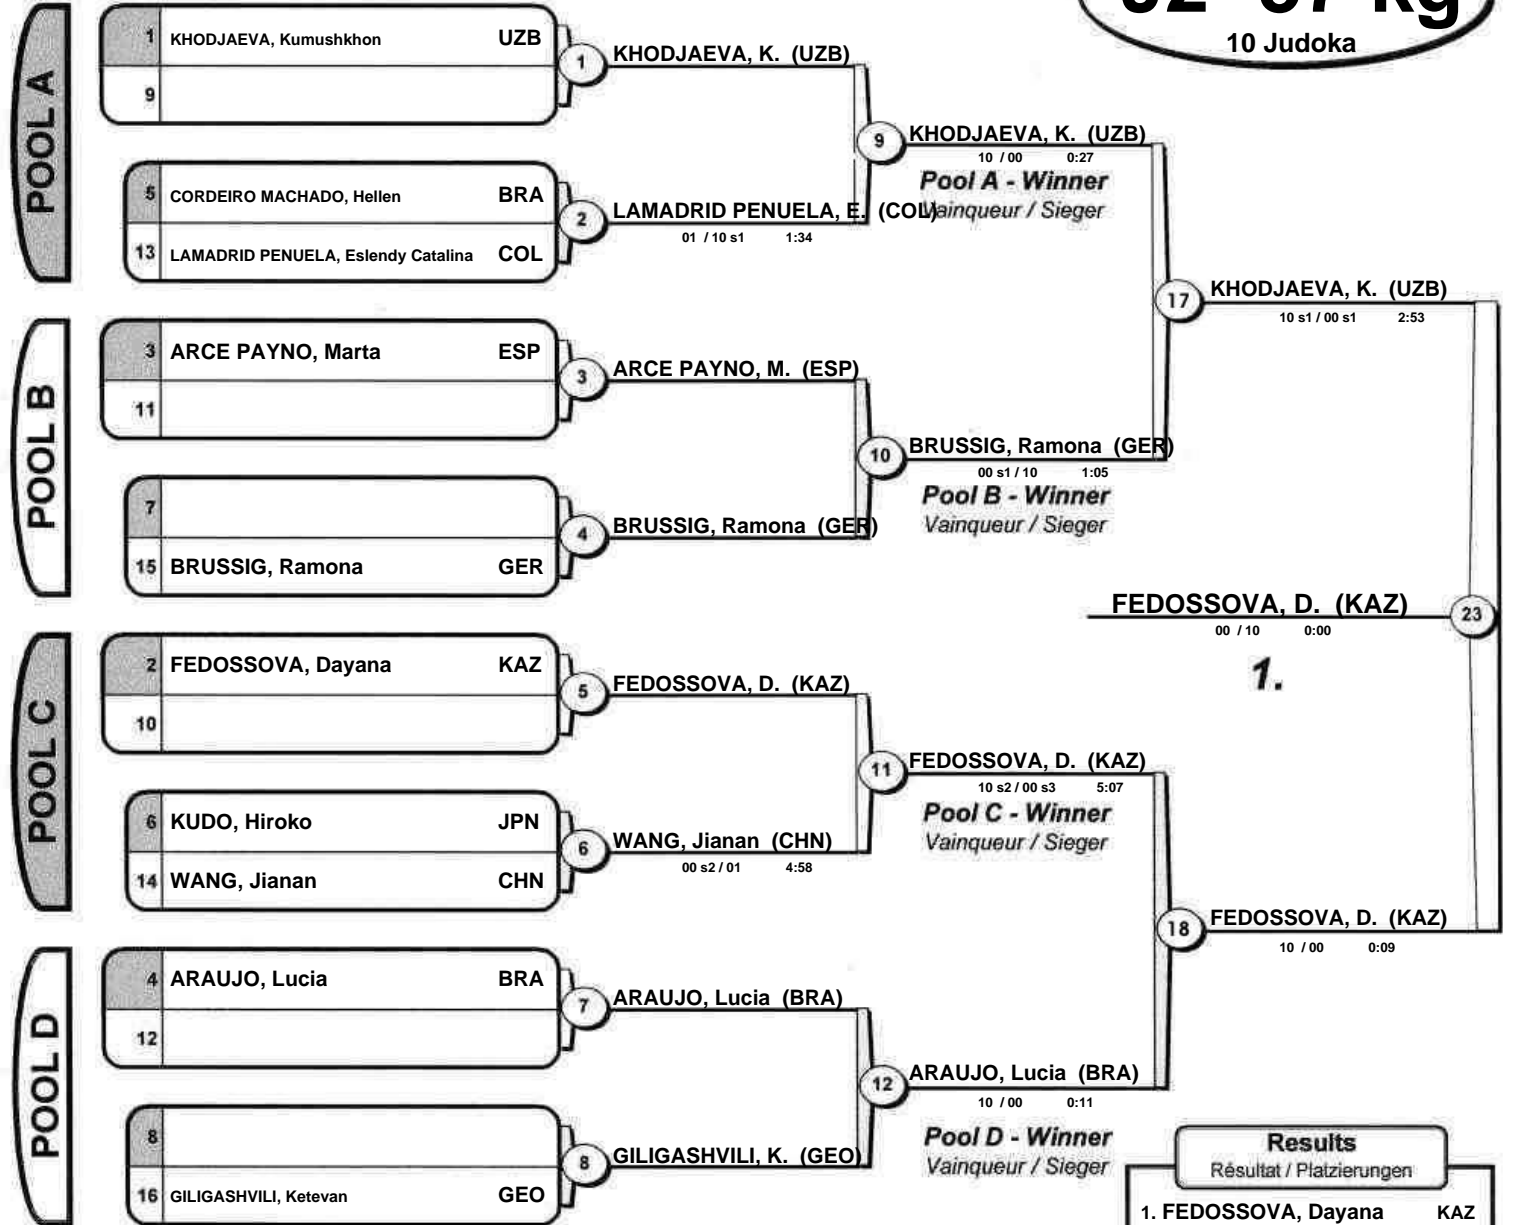 10 Judoka
POOL A
1 KHODJAEVA, Kumushkhon UZB
9
1
KHODJAEVA, K. (UZB)
5 CORDEIRO MACHADO, Hellen BRA
13 LAMADRID PENUELA, Eslendy Catalina COL
2
LAMADRID PENUELA, E. (COL)
01 / 10 s1 1:34
9
KHODJAEVA, K. (UZB)
10 / 00 0:27
Pool A - Winner
Vainqueur / Sieger
POOL B
3 ARCE PAYNO, Marta ESP
11
3
ARCE PAYNO, M. (ESP)
7
15 BRUSSIG, Ramona GER
4
BRUSSIG, Ramona (GER)
10
BRUSSIG, Ramona (GER)
00 s1 / 10 1:05
Pool B - Winner
Vainqueur / Sieger
17
KHODJAEVA, K. (UZB)
10 s1 / 00 s1 2:53
POOL C
2 FEDOSSOVA, Dayana KAZ
10
5
FEDOSSOVA, D. (KAZ)
6 KUDO, Hiroko JPN
14 WANG, Jianan CHN
6
WANG, Jianan (CHN)
00 s2 / 01 4:58
11
FEDOSSOVA, D. (KAZ)
10 s2 / 00 s3 5:07
Pool C - Winner
Vainqueur / Sieger
POOL D
4 ARAUJO, Lucia BRA
12
7
ARAUJO, Lucia (BRA)
8
16 GILIGASHVILI, Ketevan GEO
8
GILIGASHVILI, K. (GEO)
12
ARAUJO, Lucia (BRA)
10 / 00 0:11
Pool D - Winner
Vainqueur / Sieger
18
FEDOSSOVA, D. (KAZ)
10 / 00 0:09
FEDOSSOVA, D. (KAZ)
00 / 10 0:00
23
1.
Results
Résultat / Platzierungen
1. FEDOSSOVA, Dayana KAZ